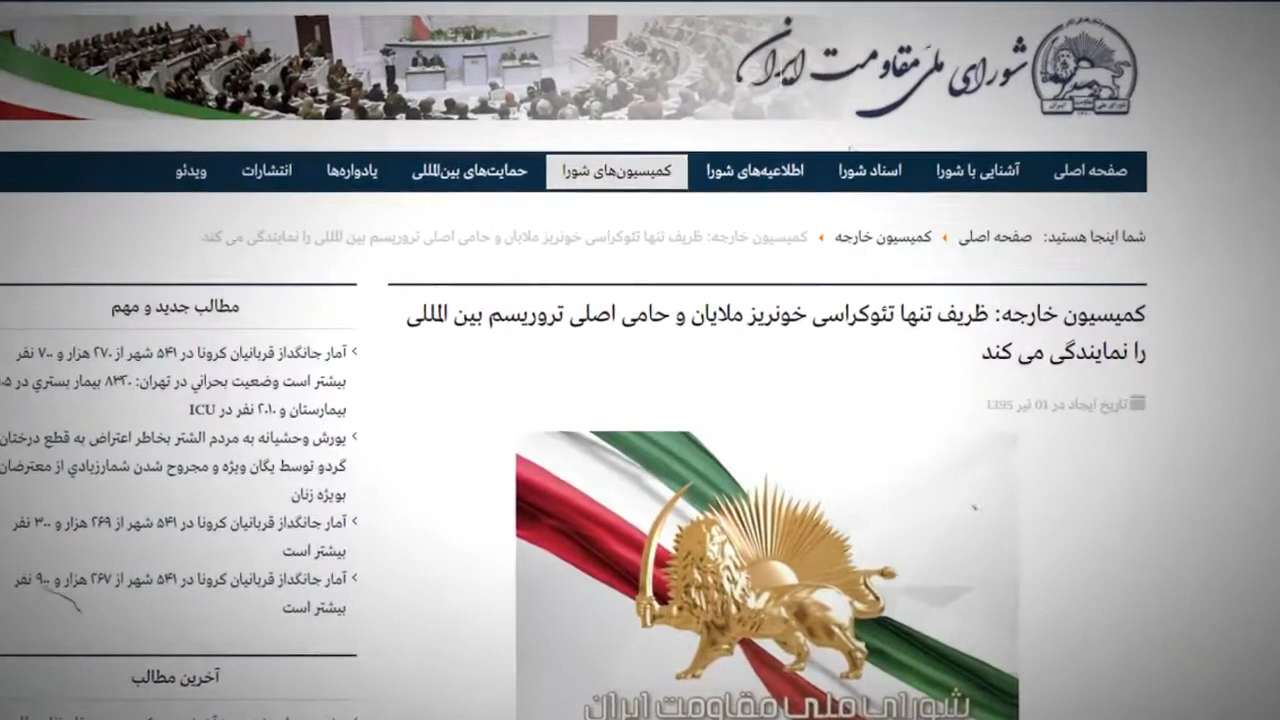 شورای ملی مقاومت ایران
صفحه اصلی
آشنایی با شورا
اسناد شورا
اطلاعیه‌های شورا
کمیسیون‌های شورا
حمایت‌های بین‌المللی
یادواره‌ها
انتشارات
ویدئو
شما اینجا هستید: صفحه اصلی کمیسیون خارجه کمیسیون خارجه: ظریف تنها تئوکراسی خونریز ملایان و حامی اصلی تروریسم بین المللی را نمایندگی می کند
کمیسیون خارجه: ظریف تنها تئوکراسی خونریز ملایان و حامی اصلی تروریسم بین المللی
را نمایندگی می کند
تاریخ ایجاد در 01 تیر 1395
شورای ملی مقاومت ایران
مطالب جدید و مهم
آمار جانگداز قربانیان کرونا در ۵۴۱ شهر از ۲۷۰ هزار و ۷۰۰ نفر
بیشتر است وضعیت بحراني در تهران: ۸۳۲۰ بیمار بستري در
بیمارستان و ۲۰۱۰ نفر در ICU
یورش وحشیانه به مردم الشتر بخاطر اعتراض به قطع درختان
گردو توسط یگان ویژه و مجروح شدن شمارزیادي از معترضان
بویژه زنان
آمار جانگداز قربانیان کرونا در ۵۴۱ شهر از ۲۶۹ هزار و ۳۰۰ نفر
بیشتر است
آمار جانگداز قربانیان کرونا در ۵۴۱ شهر از ۲۶۷ هزار و ۹۰۰ نفر
بیشتر است
آخرین مطالب